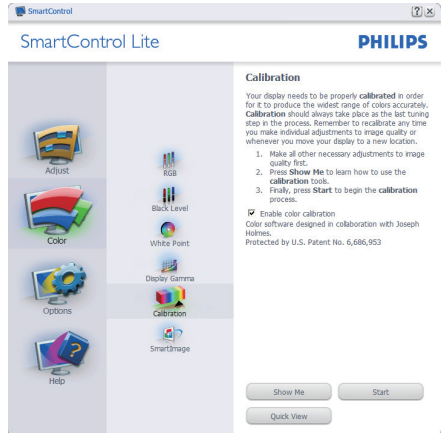 SmartControl
SmartControl Lite
PHILIPS
Adjust
Color
Options
Help
RGB
Black Level
White Point
Display Gamma
Calibration
SmartImage
Calibration
Your display needs to be properly calibrated in order
for it to produce the widest range of colors accurately.
Calibration should always take place as the last tuning
step in the process. Remember to recalibrate any time
you make individual adjustments to image quality or
whenever you move your display to a new location.
1. Make all other necessary adjustments to image
quality first.
2. Press Show Me to learn how to use the
calibration tools.
3. Finally, press Start to begin the calibration
process.
Enable color calibration
Color software designed in collaboration with Joseph
Holmes.
Protected by U.S. Patent No. 6,686,953
Show Me
Start
Quick View